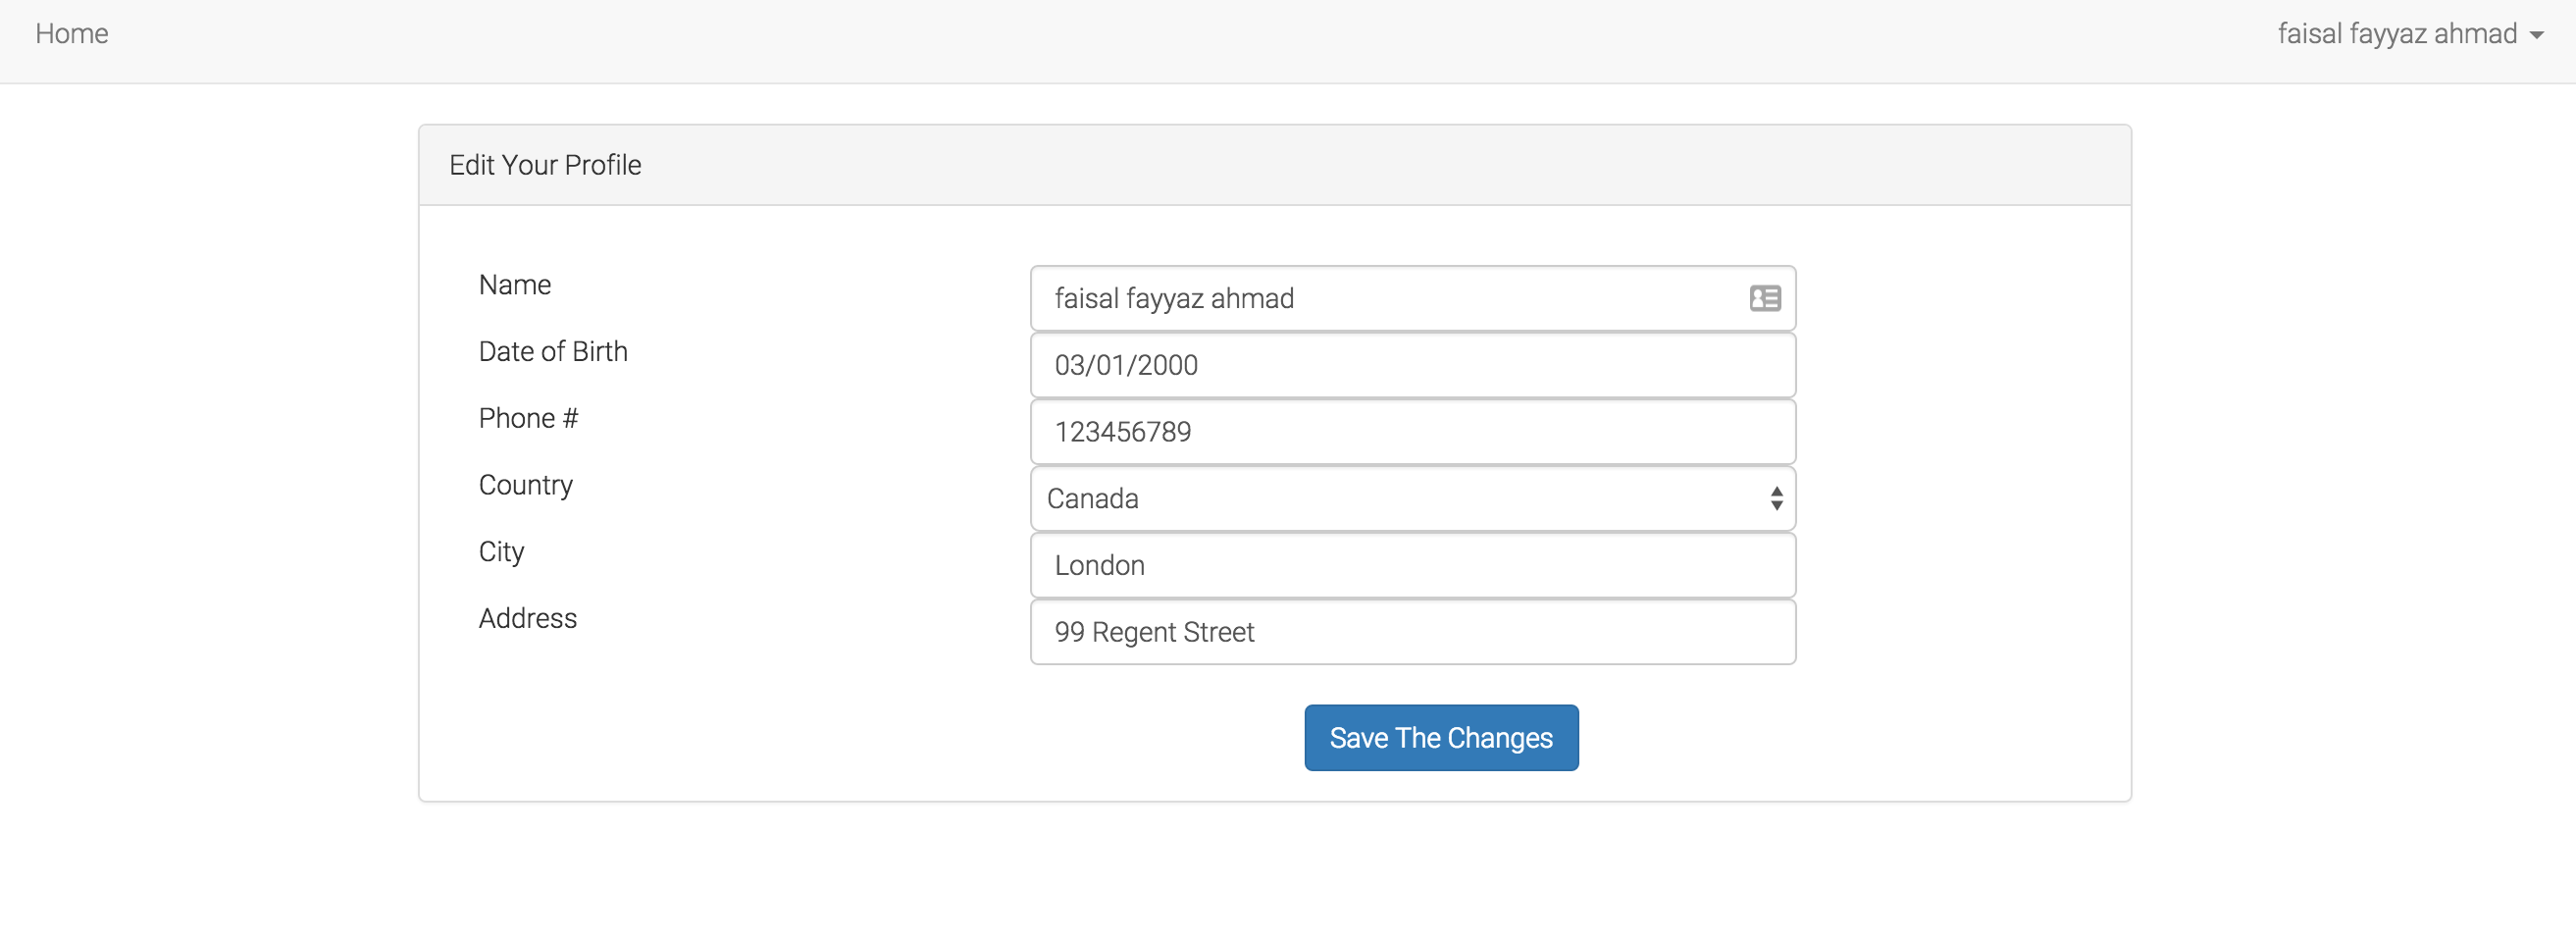 Home
faisal fayyaz ahmad
Edit Your Profile
Name
faisal fayyaz ahmad
Date of Birth
03/01/2000
Phone #
123456789
Country
Canada
City
London
Address
99 Regent Street
Save The Changes